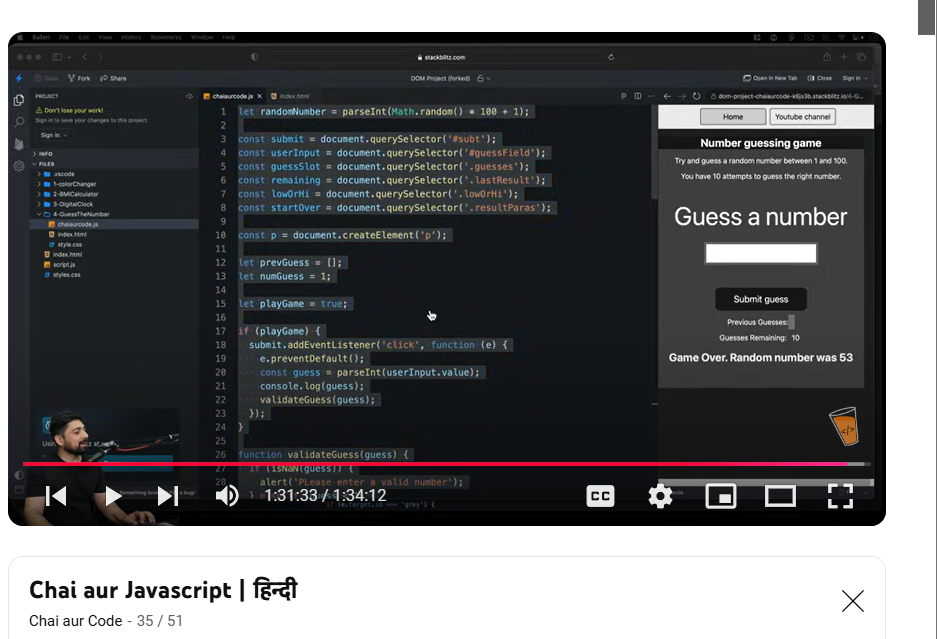 Safari File Edit View History Bookmarks Window Help
stackblitz.com
Save Fork Share
DOM Project (forked)
Open in New Tab Close Sign in
PROJECT
Don't lose your work!
Sign in to save your changes to this project.
Sign in
INFO
FILES
.vscode
1-colorChanger
2-BMICalculator
3-DigitalClock
4-GuessTheNumber
chaiaurcode.js
index.html
style.css
index.html
script.js
styles.css
chaiaurcode.js index.html
1 let randomNumber = parseInt(Math.random() * 100 + 1);
2
3 const submit = document.querySelector('#subt');
4 const userInput = document.querySelector('#guessField');
5 const guessSlot = document.querySelector('.guesses');
6 const remaining = document.querySelector('.lastResult');
7 const lowOrHi = document.querySelector('.lowOrHi');
8 const startOver = document.querySelector('.resultParas');
9
10 const p = document.createElement('p');
11
12 let prevGuess = [];
13 let numGuess = 1;
14
15 let playGame = true;
16
17 if (playGame) {
18 submit.addEventListener('click', function (e) {
19 e.preventDefault();
20 const guess = parseInt(userInput.value);
21 console.log(guess);
22 validateGuess(guess);
23 });
24 }
25
26 function validateGuess(guess) {
27 if (isNaN(guess)) {
28 alert('PLease enter a valid number');
if (e.target.id === 'grey') {
dom-project-chaiaurcode-k6js3b.stackblitz.io/4-G...
Home Youtube channel
Number guessing game
Try and guess a random number between 1 and 100.
You have 10 attempts to guess the right number.
Guess a number
Submit guess
Previous Guesses:
Guesses Remaining: 10
Game Over. Random number was 53
</>
1:31:33 / 1:34:12
CC
Chai aur Javascript | हिन्दी
Chai aur Code - 35 / 51